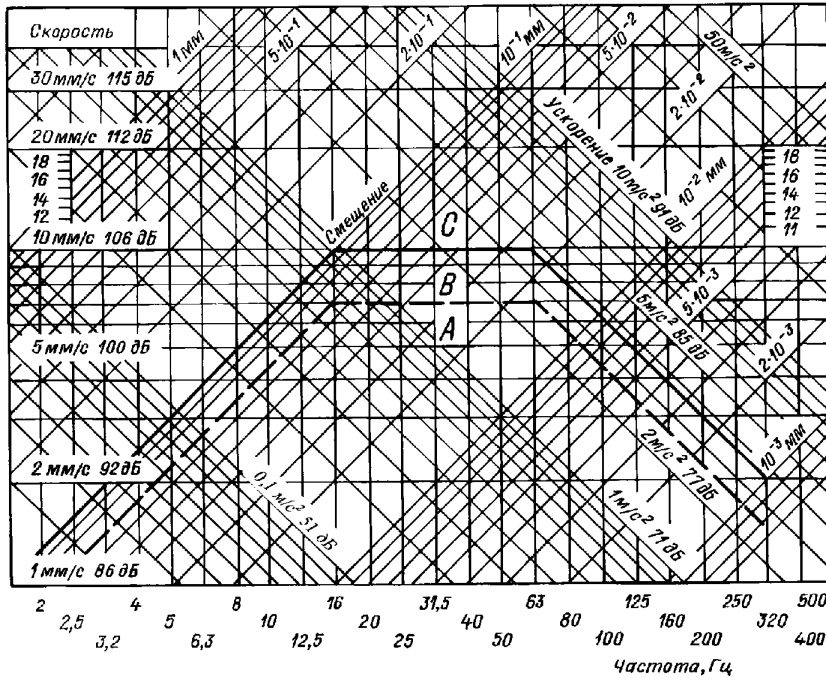 Скорость
30 мм/с 115 дБ
20 мм/с 112 дБ
18
16
14
12
10 мм/с 106 дБ
5 мм/с 100 дБ
2 мм/с 92 дБ
1 мм/с 86 дБ
1 мм
5·10⁻¹
2·10⁻¹
10⁻¹ мм
5·10⁻²
50 м/с²
2·10⁻²
Ускорение 10 м/с² 91 дБ
10⁻² мм
18
16
14
12
11
Смещение
C
B
A
5·10⁻³
5 м/с² 85 дБ
2·10⁻³
10⁻³ мм
2 м/с² 77 дБ
1 м/с² 71 дБ
0,1 м/с² 51 дБ
2 4 8 16 31,5 63 125 250 500
2,5 5 10 20 40 80 160 320
3,2 6,3 12,5 25 50 100 200 400
Частота, Гц